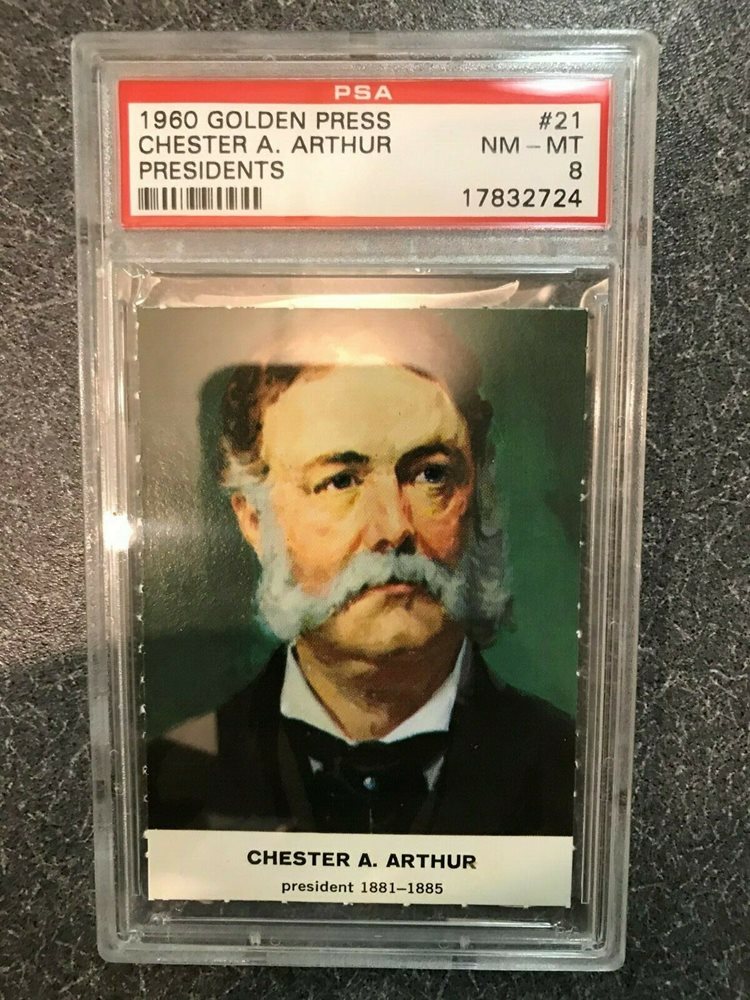 PSA
1960 GOLDEN PRESS #21
CHESTER A. ARTHUR NM - MT
PRESIDENTS 8
17832724
CHESTER A. ARTHUR
president 1881–1885